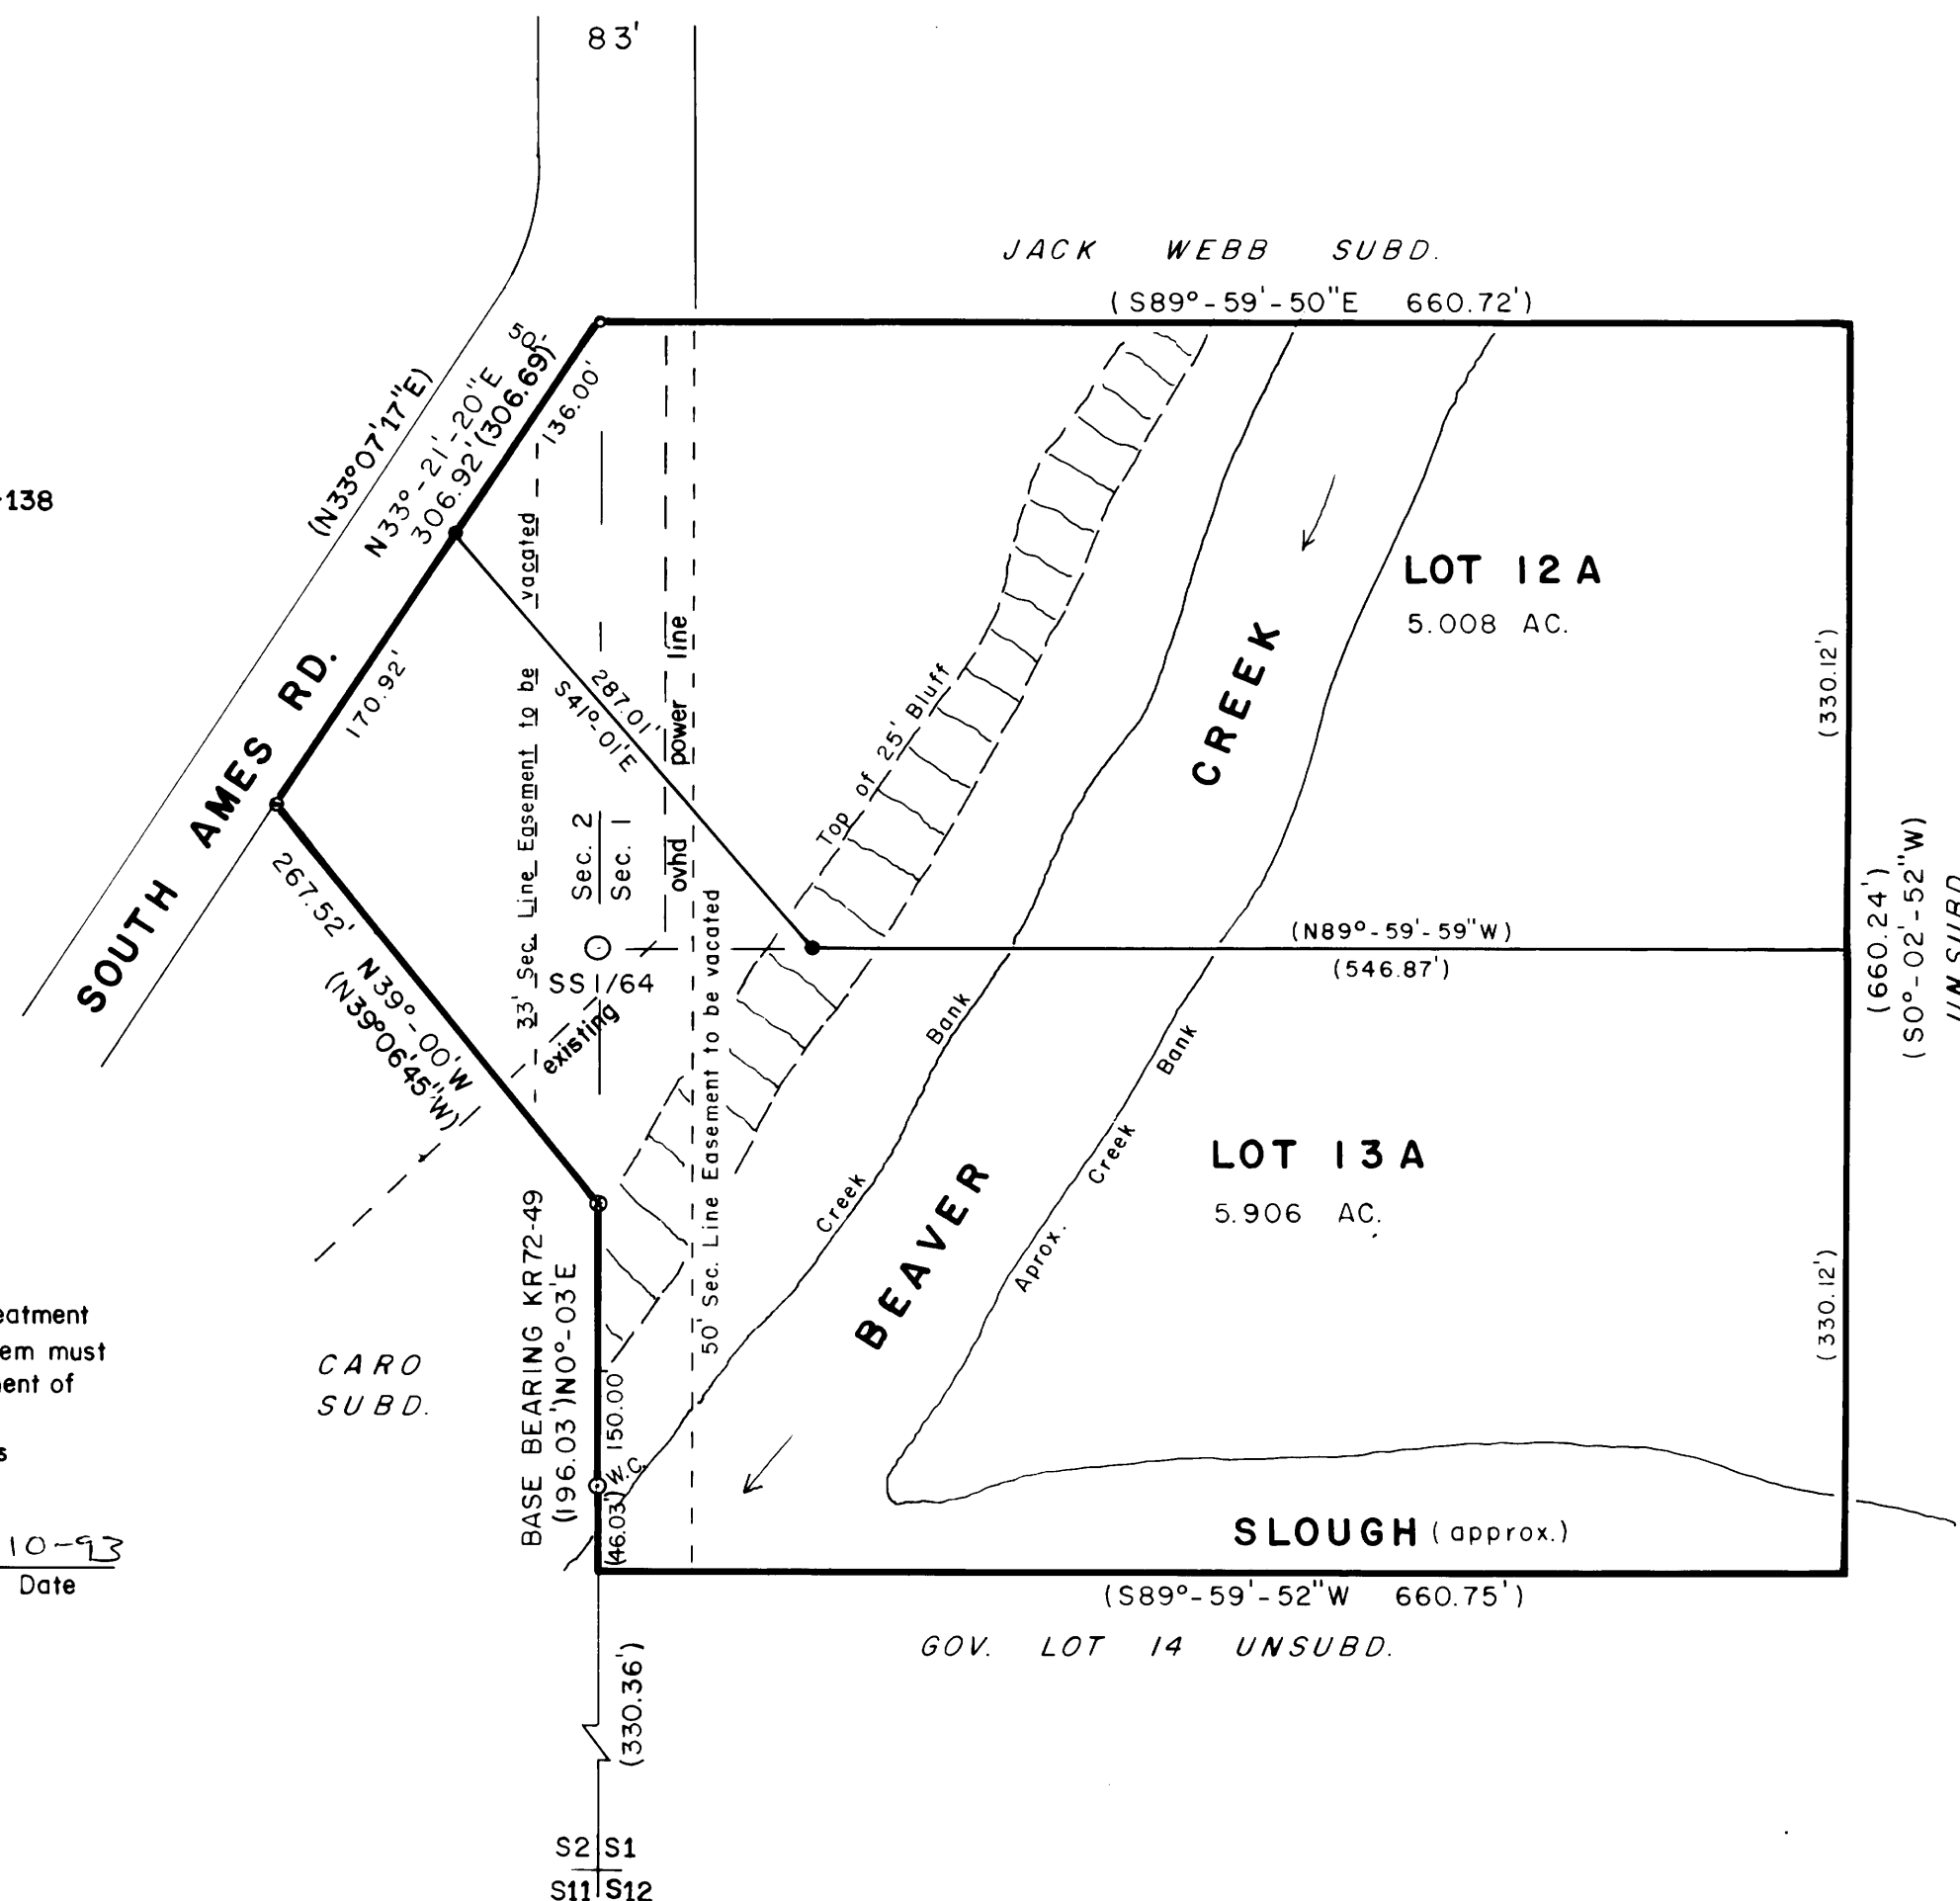 83'
JACK WEBB SUBD.
(S89°-59'-50"E 660.72')
50'
(N33°07'17"E)
N33°-21'-20"E
306.92' (306.69')
136.00'
-138
LOT 12A
5.008 AC.
(330.12')
33' Sec. Line Easement to be vacated
ovhd power line
287.01'
S41°-01'E
CREEK
SOUTH AMES RD.
170.92'
Top of 25' Bluff
Sec. 2
Sec. 1
SS 1/64
existing
267.52'
N39°-00'W
(N39°06'45"W)
50' Sec. Line Easement to be vacated
(N89°-59'-59"W)
(546.87')
(660.24')
(S0°-02'-52"W)
UNSUBD.
Creek Bank
Aprox. Creek Bank
LOT 13A
5.906 AC.
BEAVER
BASE BEARING KR72-49
(196.03')N0°-03'E
150.00
W.C.
(46.03')
(330.12')
eatment
em must
ent of
s
CARO
SUBD.
10-93
Date
SLOUGH (approx.)
(S89°-59'-52"W 660.75')
GOV. LOT 14 UNSUBD.
(330.36')
S2 S1
S11 S12